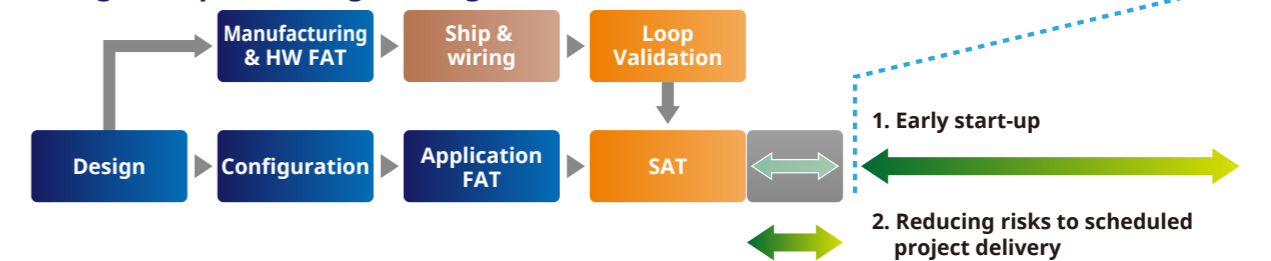 Manufacturing
& HW FAT
Ship &
wiring
Loop
Validation
Design
Configuration
Application
FAT
SAT
1. Early start-up
2. Reducing risks to scheduled
project delivery